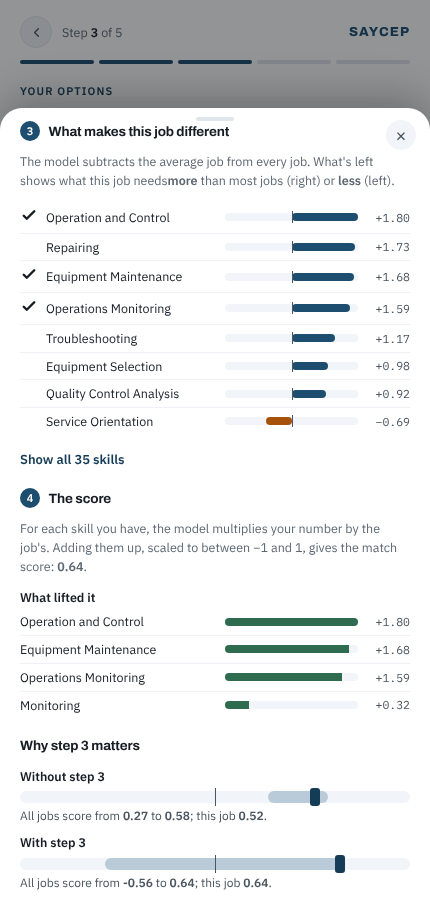 Step 3 of 5
SAYCEP
YOUR OPTIONS
3 What makes this job different
The model subtracts the average job from every job. What's left
shows what this job needsmore than most jobs (right) or less (left).
Operation and Control +1.80
Repairing +1.73
Equipment Maintenance +1.68
Operations Monitoring +1.59
Troubleshooting +1.17
Equipment Selection +0.98
Quality Control Analysis +0.92
Service Orientation −0.69
Show all 35 skills
4 The score
For each skill you have, the model multiplies your number by the
job's. Adding them up, scaled to between −1 and 1, gives the match
score: 0.64.
What lifted it
Operation and Control +1.80
Equipment Maintenance +1.68
Operations Monitoring +1.59
Monitoring +0.32
Why step 3 matters
Without step 3
All jobs score from 0.27 to 0.58; this job 0.52.
With step 3
All jobs score from -0.56 to 0.64; this job 0.64.